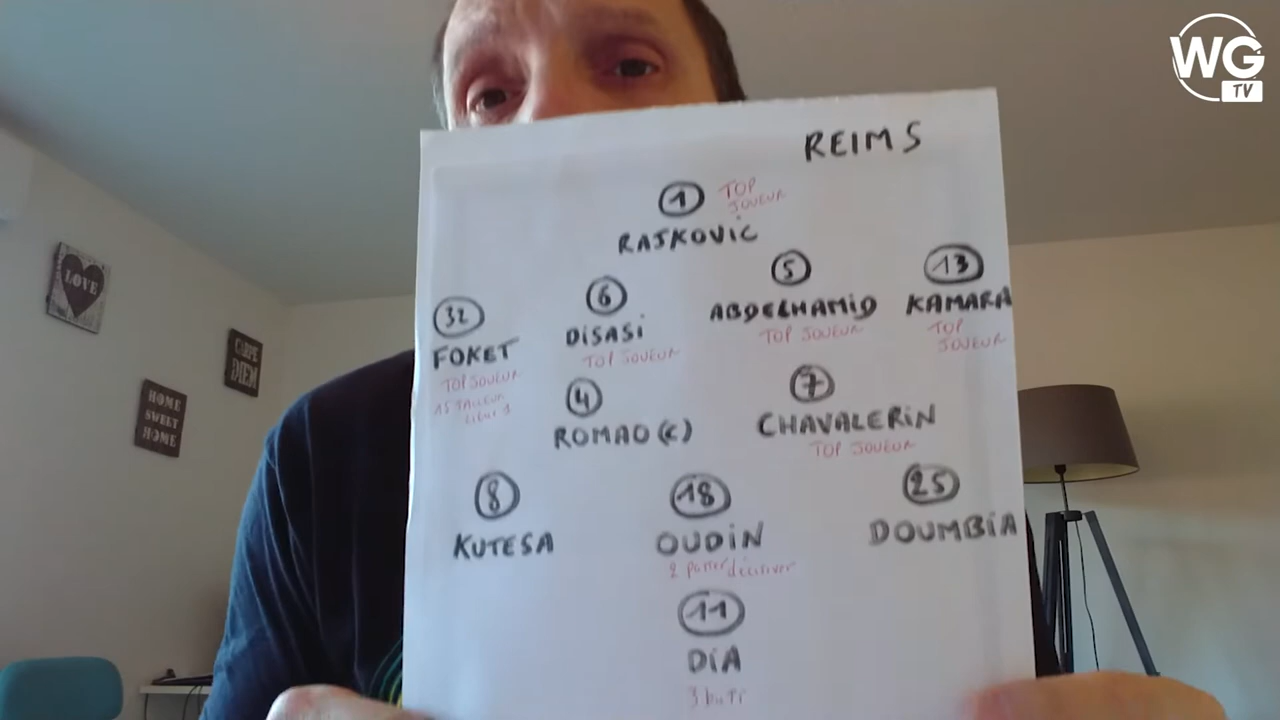 WG
TV
REIMS
1 TOP
JOUEUR
RAJKOVIC
5
13
6
ABDELHAMID
KAMARA
32
DISASI
TOP JOUEUR
TOP
JOUEUR
FOKET
TOP JOUEUR
TOP JOUEUR
4
7
ROMAO (C)
CHAVALERIN
TOP JOUEUR
8
18
25
KUTESA
OUDIN
DOUMBIA
2 passes
11
DIA
3 buts
LOVE
CARPE
DIEM
HOME
SWEET
HOME